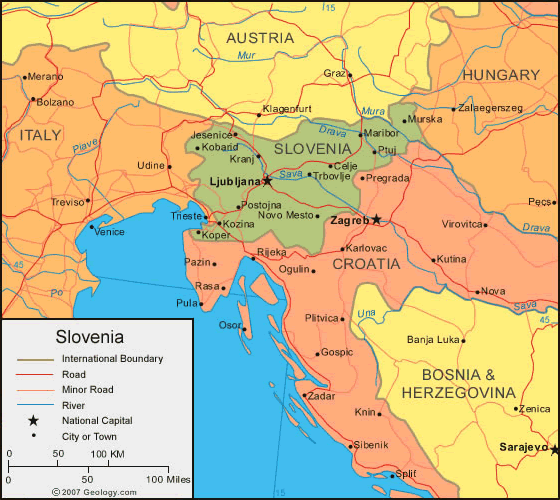 15
AUSTRIA
Mur
Graz
HUNGARY
Merano
Bolzano
Klagenfurt
Mura
Zalaegerszeg
Murska
ITALY
Jesenice
Drava
Maribor
Piave
Kobarid
SLOVENIA
Ptuj
Kranj
Udine
Celje
Ljubljana
Sava
Trbovlje
Pregrada
Treviso
Postojna
Pecs
Trieste
Novo Mesto
Zagreb
Kozina
Virovitca
Venice
Koper
Drava
Karlovac
Rijeka
Kutina
45
Pazin
Ogulin
CROATIA
Rasa
Po
Nova
Pula
Sava
Una
45
Osor
Plitvica
Slovenia
Banja Luka
International Boundary
Gospic
Road
BOSNIA &
HERZEGOVINA
Minor Road
River
Zadar
National Capital
Knin
Zenica
City or Town
Sibenik
Sarajevo
0 50 100 KM
0 50 100 Miles
Split
© 2007 Geology.com
15